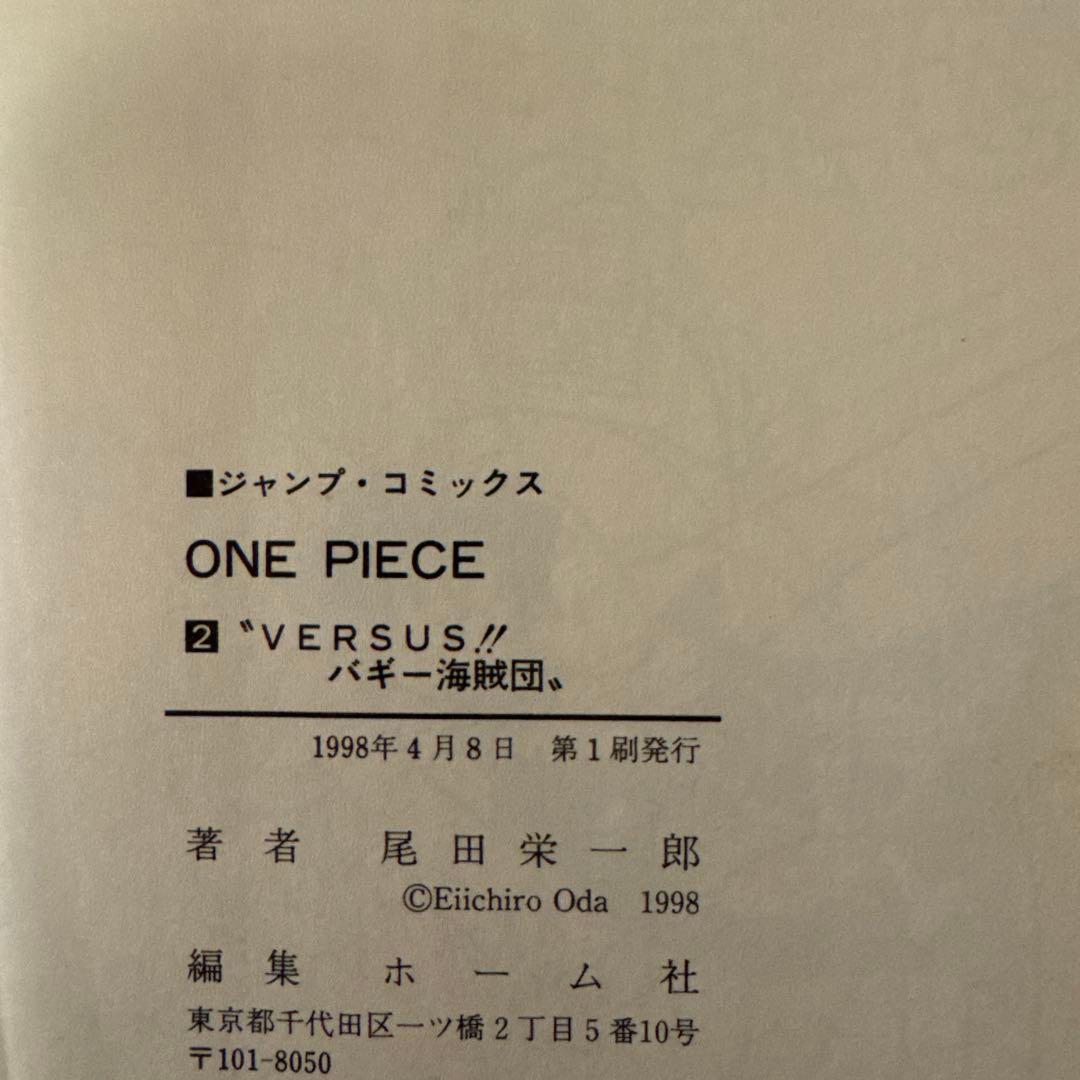 ■ジャンプ・コミックス
ONE PIECE
2〝VERSUS!!
バギー海賊団〟
1998年4月8日 第1刷発行
著者 尾田栄一郎
©Eiichiro Oda 1998
編集 ホーム社
東京都千代田区一ツ橋2丁目5番10号
〒101-8050